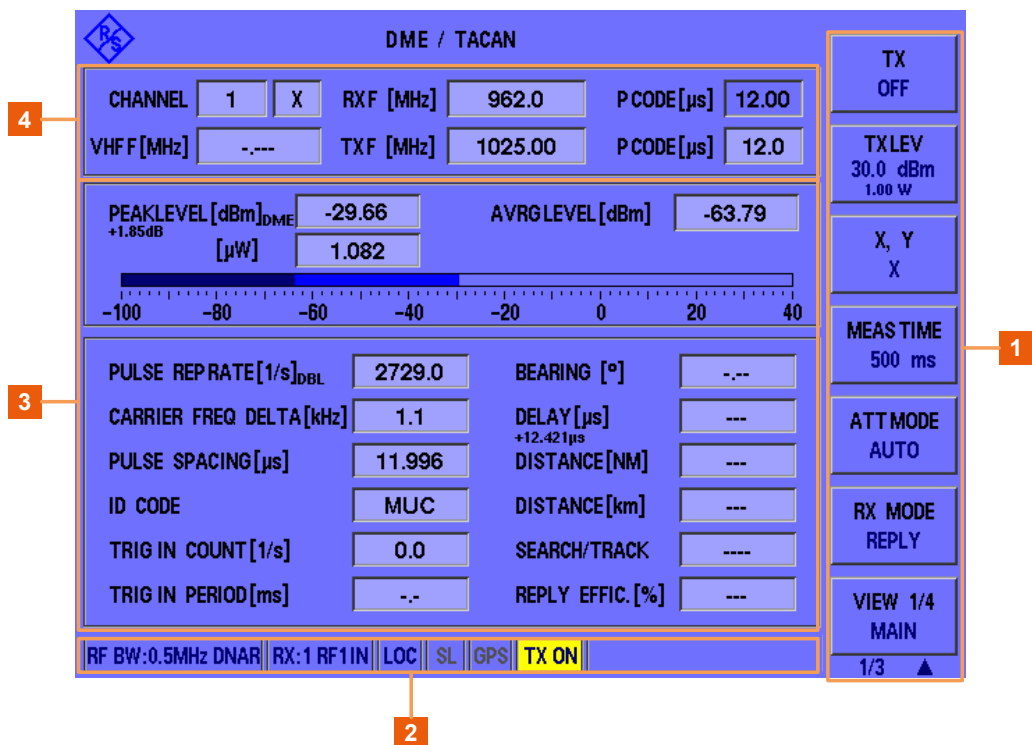 R&S
DME / TACAN
CHANNEL 1 X RXF [MHz] 962.0 P CODE[µs] 12.00
VHF F[MHz] -.--- TXF [MHz] 1025.00 P CODE[µs] 12.0
PEAKLEVEL[dBm]DME -29.66 AVRGLEVEL[dBm] -63.79
+1.85dB
[µW] 1.082
-100 -80 -60 -40 -20 0 20 40
PULSE REP RATE[1/s]DBL 2729.0 BEARING [°] -.--
CARRIER FREQ DELTA[kHz] 1.1 DELAY[µs] ---
+12.421µs
PULSE SPACING[µs] 11.996 DISTANCE[NM] ---
ID CODE MUC DISTANCE[km] ---
TRIG IN COUNT[1/s] 0.0 SEARCH/TRACK ----
TRIG IN PERIOD[ms] -.- REPLY EFFIC.[%] ---
RF BW:0.5MHz DNAR RX:1 RF1IN LOC SL GPS TX ON
TX
OFF
TX LEV
30.0 dBm
1.00 W
X, Y
X
MEAS TIME
500 ms
ATT MODE
AUTO
RX MODE
REPLY
VIEW 1/4
MAIN
1/3 ▲
4
3
1
2